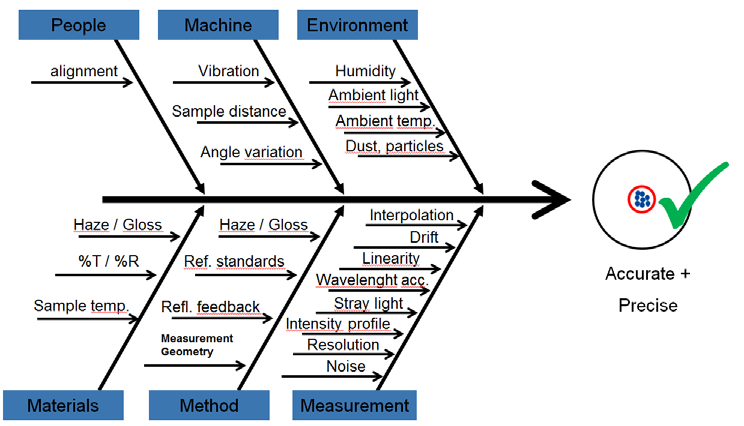 People
Machine
Environment
alignment
Vibration
Sample distance
Angle variation
Humidity
Ambient light
Ambient temp.
Dust, particles
Haze / Gloss
%T / %R
Sample temp.
Haze / Gloss
Ref. standards
Refl. feedback
Measurement
Geometry
Interpolation
Drift
Linearity
Wavelenght acc.
Stray light
Intensity profile
Resolution
Noise
Materials
Method
Measurement
Accurate +
Precise